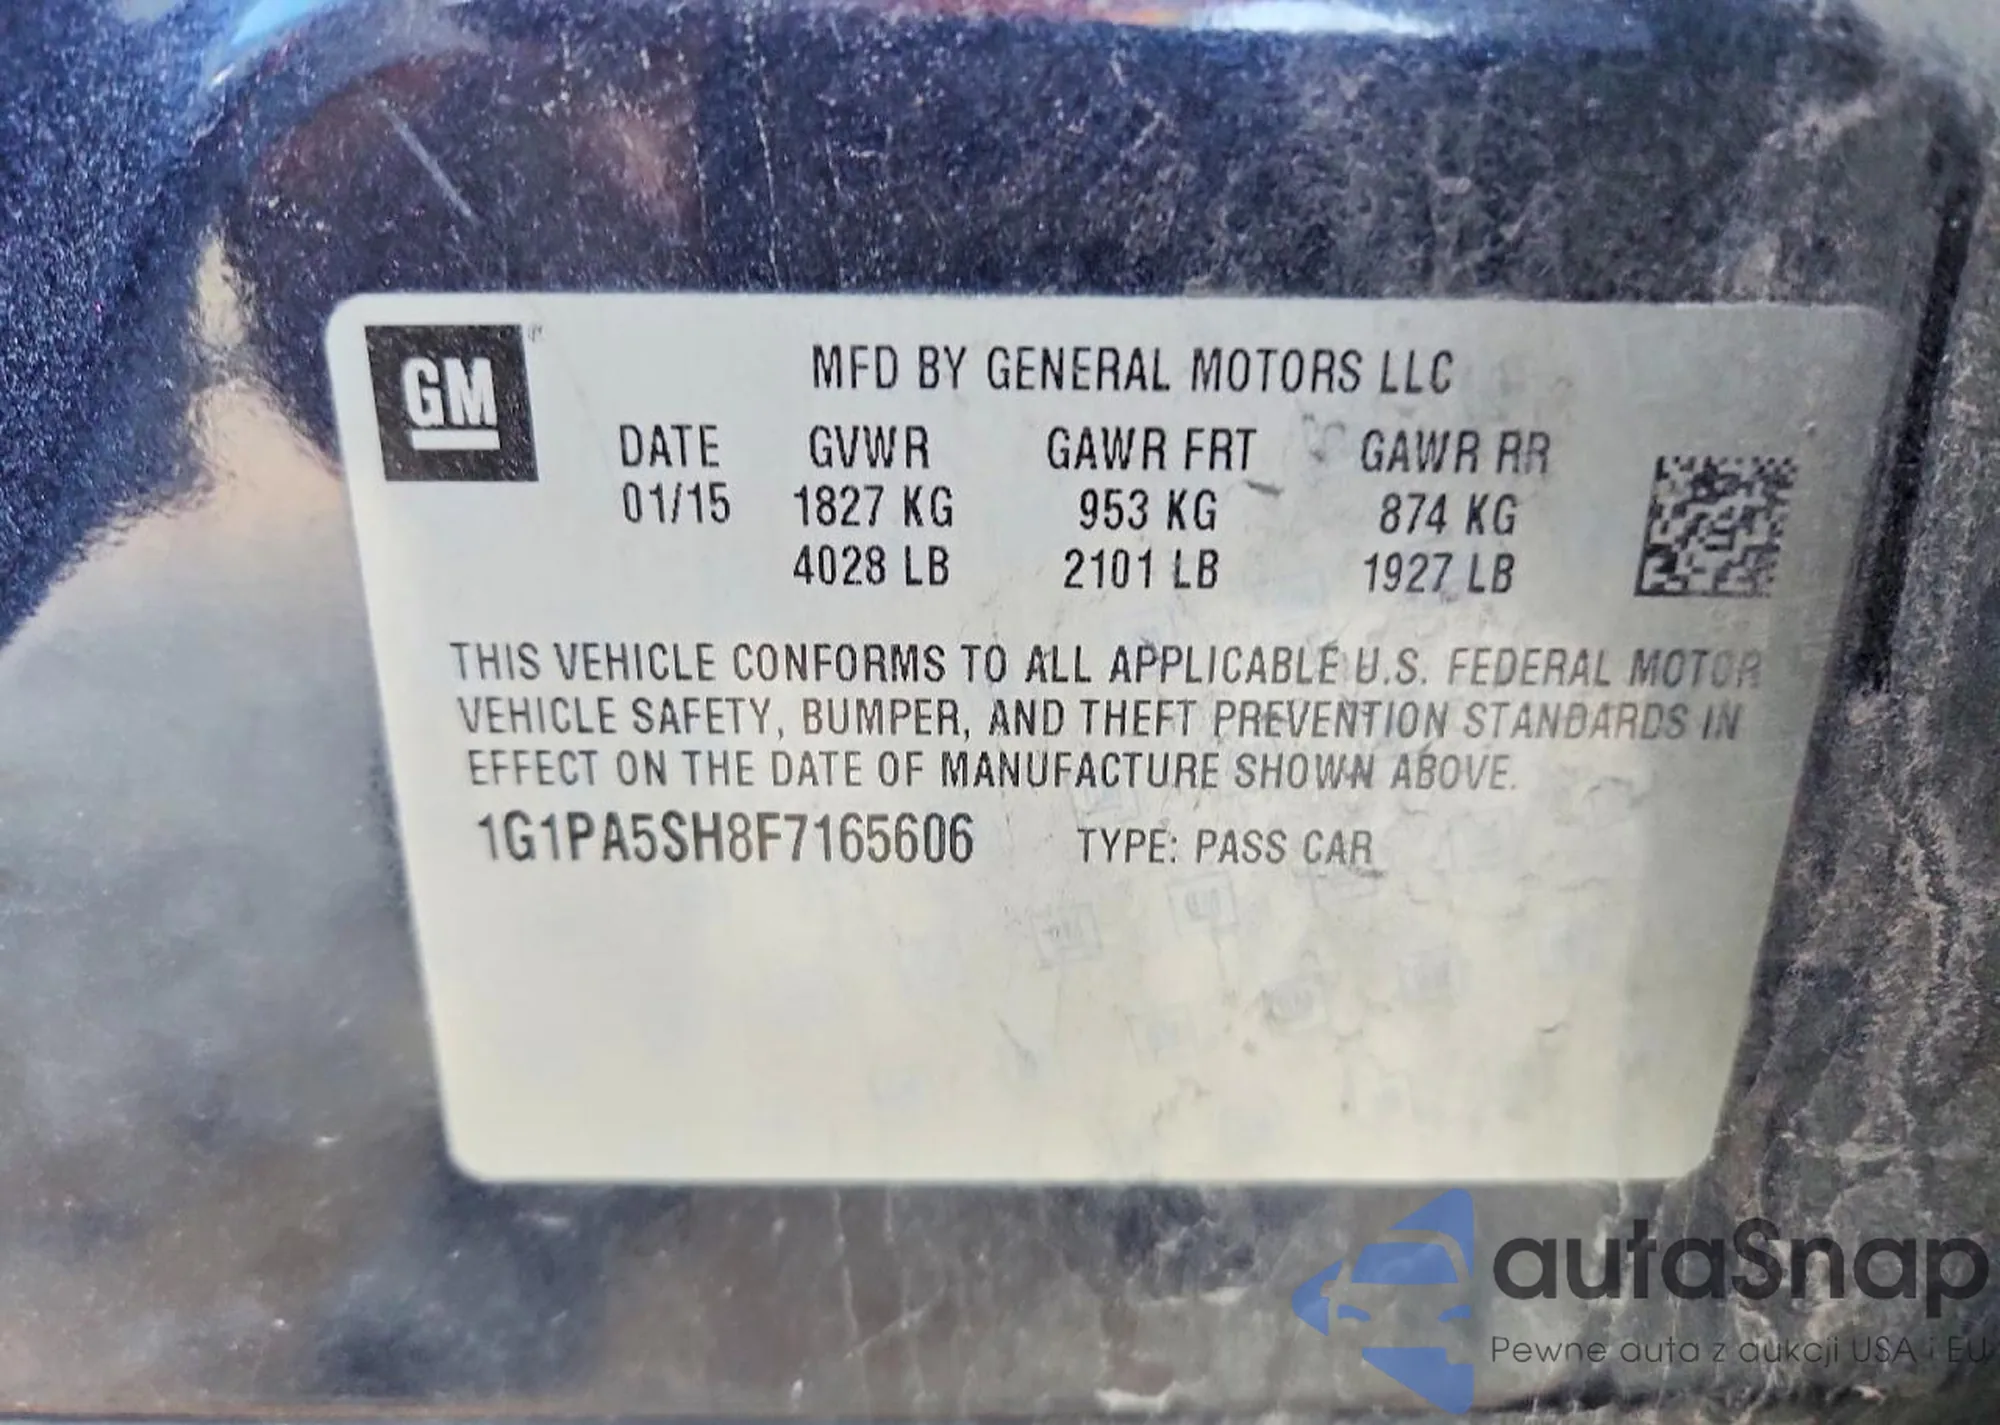 GM
MFD BY GENERAL MOTORS LLC
DATE GVWR GAWR FRT GAWR RR
01/15 1827 KG 953 KG 874 KG
4028 LB 2101 LB 1927 LB
THIS VEHICLE CONFORMS TO ALL APPLICABLE U.S. FEDERAL MOTOR
VEHICLE SAFETY, BUMPER, AND THEFT PREVENTION STANDARDS IN
EFFECT ON THE DATE OF MANUFACTURE SHOWN ABOVE.
1G1PA5SH8F7165606 TYPE: PASS CAR
autaSnap
Pewne auta z aukcji USA i EU